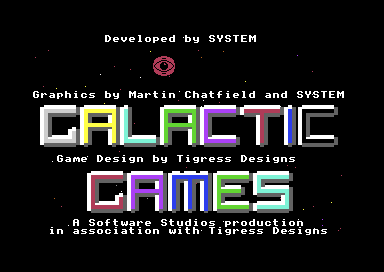 Developed by SYSTEM
Graphics by Martin Chatfield and SYSTEM
GALACTIC
Game Design by Tigress Designs
GAMES
A Software Studios production
in association with Tigress Designs